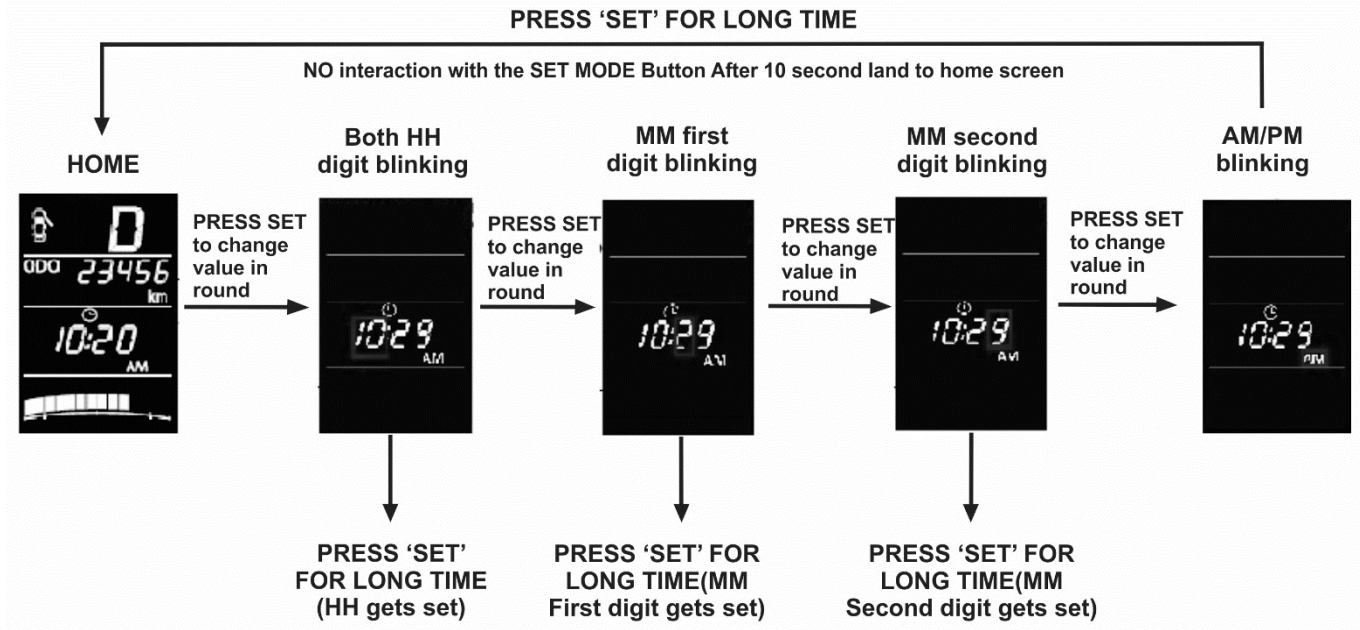 PRESS ‘SET’ FOR LONG TIME
NO interaction with the SET MODE Button After 10 second land to home screen
HOME
D
ODO 23456
km
10:20
AM
PRESS SET
to change
value in
round
Both HH
digit blinking
10:29
AM
PRESS ‘SET’
FOR LONG TIME
(HH gets set)
PRESS SET
to change
value in
round
MM first
digit blinking
10:29
AM
PRESS ‘SET’ FOR
LONG TIME(MM
First digit gets set)
PRESS SET
to change
value in
round
MM second
digit blinking
10:29
AM
PRESS ‘SET’ FOR
LONG TIME(MM
Second digit gets set)
PRESS SET
to change
value in
round
AM/PM
blinking
10:29